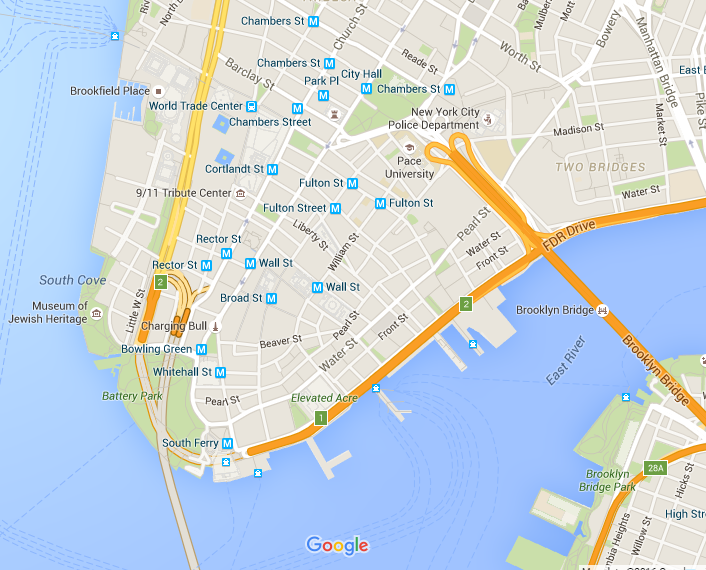 Chambers St
Church St
Mott
Mulber
Bowery
Manhattan Bridge
Worth St
Reade St
Chambers St
Barclay St
City Hall
Park Pl
East B
Brookfield Place
Chambers St
World Trade Center
Chambers Street
New York City
Police Department
Market St
Pike St
Madison St
Pace
University
TWO BRIDGES
Cortlandt St
Fulton St
9/11 Tribute Center
Water St
Fulton Street
Fulton St
Pearl St
Liberty St
William St
Water St
Front St
FDR Drive
Rector St
Rector St
Wall St
South Cove
2
Wall St
Little W St
Broad St
2
Museum of
Jewish Heritage
Brooklyn Bridge
Charging Bull
Pearl St
Front St
Beaver St
Water St
Bowling Green
East River
Brooklyn Bridge
Whitehall St
Battery Park
Pearl St
Elevated Acre
1
South Ferry
28A
Brooklyn
Bridge Park
Hicks St
High Stre
Willow St
mbia Heights
Google